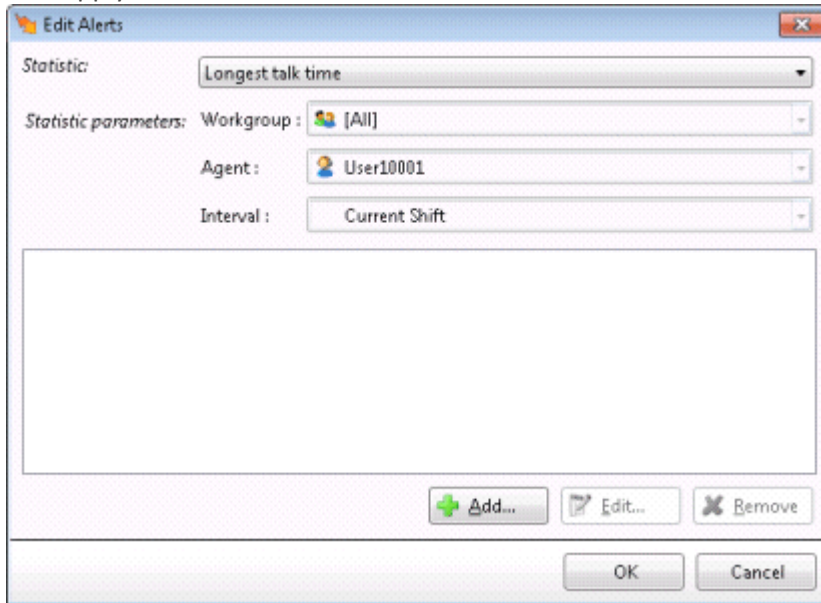 Edit Alerts
Statistic: Longest talk time
Statistic parameters: Workgroup : [All]
Agent : User10001
Interval : Current Shift
Add... Edit... Remove
OK Cancel